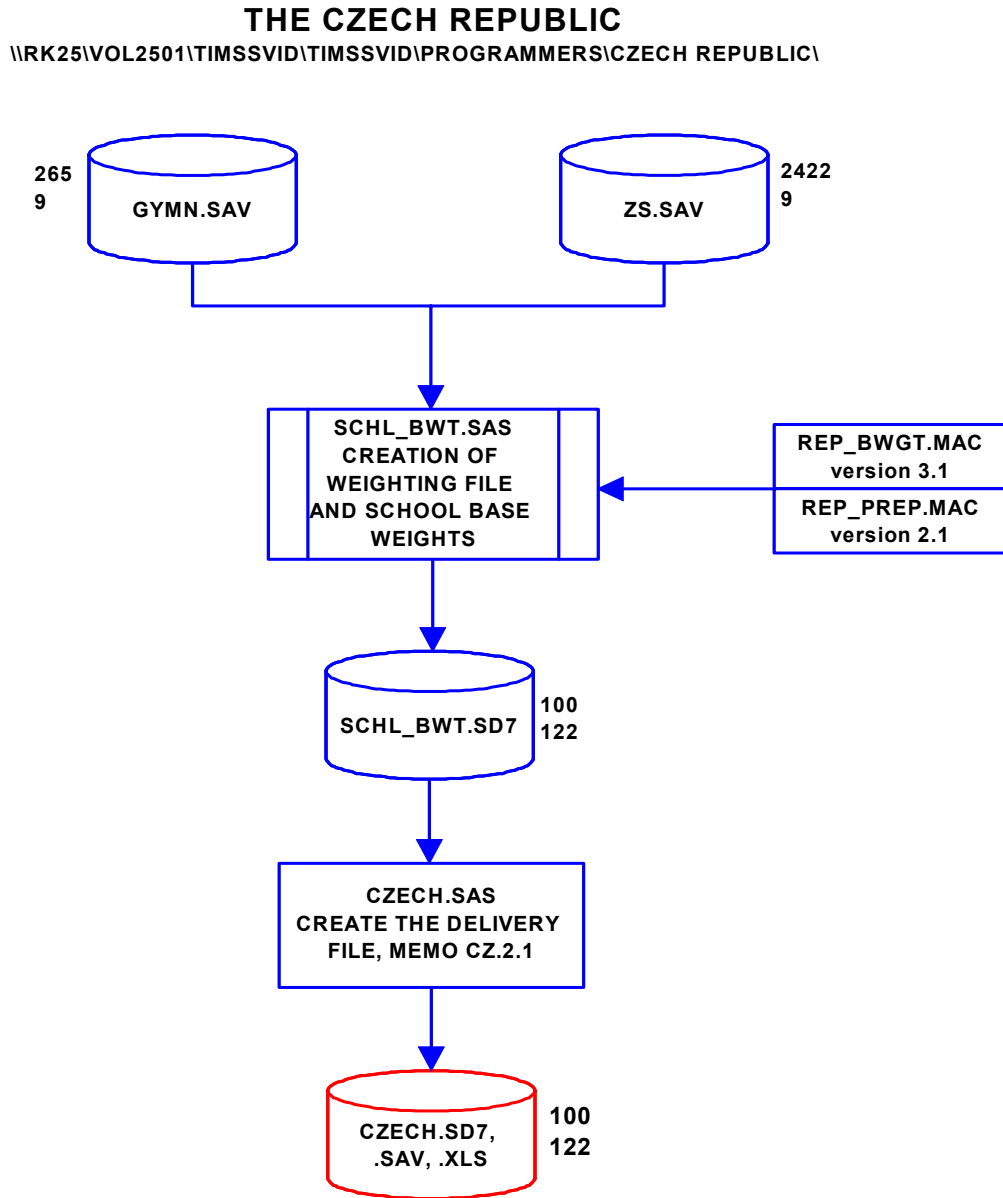 THE CZECH REPUBLIC
\\RK25\VOL2501\TIMSSVID\TIMSSVID\PROGRAMMERS\CZECH REPUBLIC\
265
9
GYMN.SAV
ZS.SAV
2422
9
SCHL_BWT.SAS
CREATION OF
WEIGHTING FILE
AND SCHOOL BASE
WEIGHTS
REP_BWGT.MAC
version 3.1
REP_PREP.MAC
version 2.1
SCHL_BWT.SD7
100
122
CZECH.SAS
CREATE THE DELIVERY
FILE, MEMO CZ.2.1
CZECH.SD7,
.SAV, .XLS
100
122